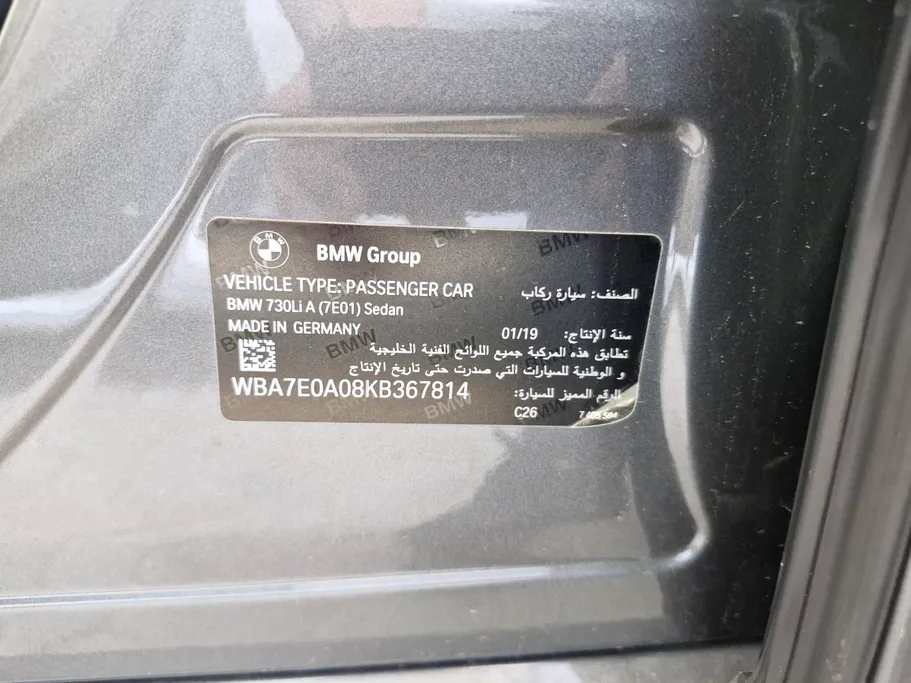 BMW Group
VEHICLE TYPE: PASSENGER CAR
الصنف: سيارة ركاب
BMW 730Li A (7E01) Sedan
MADE IN GERMANY
سنة الإنتاج: 01/19
تطابق هذه المركبة جميع اللوائح الفنية الخليجية
و الوطنية للسيارات التي صدرت حتى تاريخ الإنتاج
الرقم المميز للسيارة:
WBA7E0A08KB367814
C26